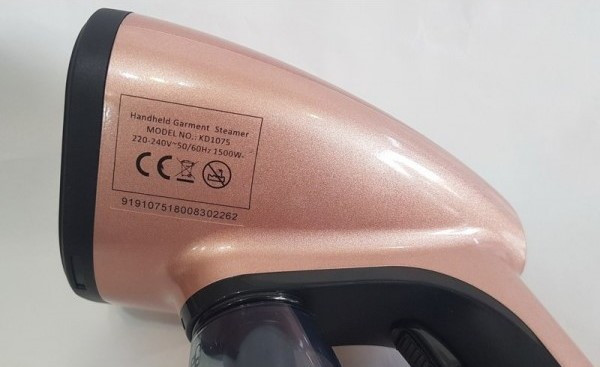 Handheld Garment Steamer
MODEL NO.: KD1075
220-240V~50/60Hz 1500W.
CE
919107518008302262